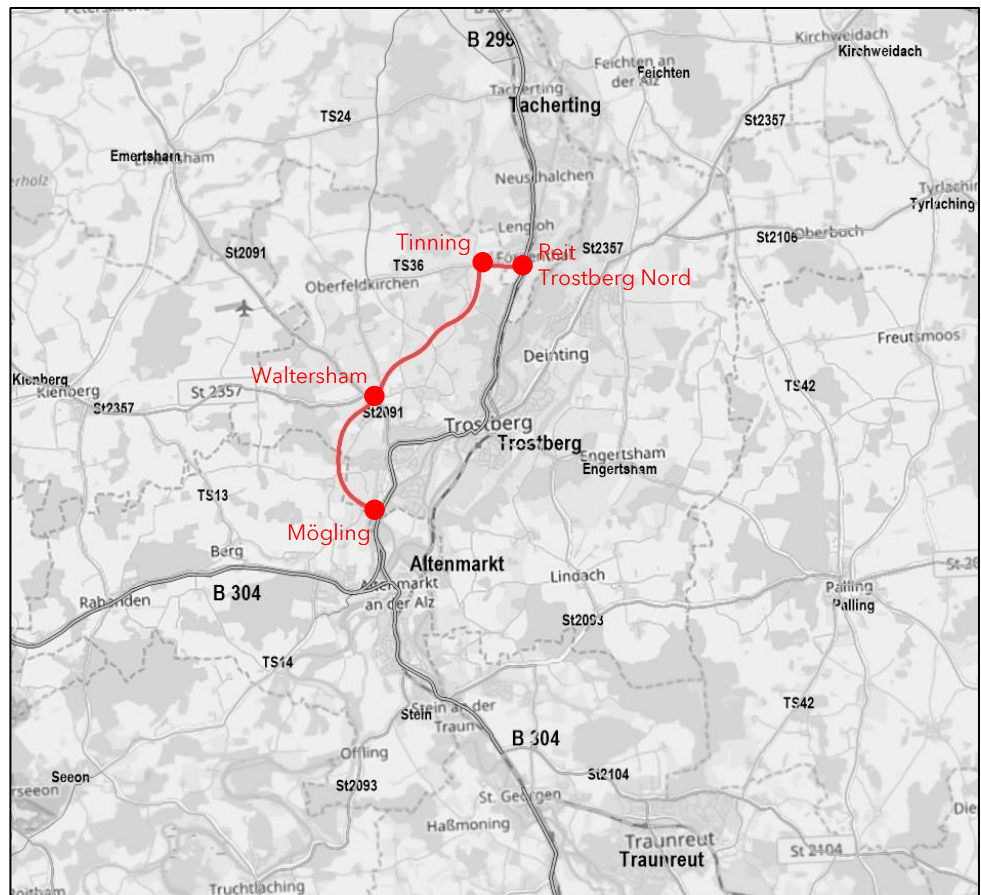 B 299
Kirchweidach
Kirchweidach
Feichten an
der Alz
Feichten
Tacherting
Tacherting
TS24
St2357
Emertsham
Neuschalchen
Tyrlaching
Tyrlaching
Lengloh
Tinning
Reit
Trostberg Nord
St2357
St2106
Oberbuch
St2091
TS36
Oberfeldkirchen
Freutsmoos
Deinting
Waltersham
Kienberg
Kienberg
St 2357
St2357
TS42
St2091
Trostberg
Trostberg
Engertsham
Engertsham
TS13
Mögling
Berg
Altenmarkt
Altenmarkt
an der Alz
Lindach
B 304
Rabenden
Palling
Palling
St2093
TS14
TS42
Stein
Stein an der
Traun
B 304
Offling
Seeon
St2093
St2104
St. Georgen
Haßmoning
Traunreut
Traunreut
St 2104
Truchtlaching